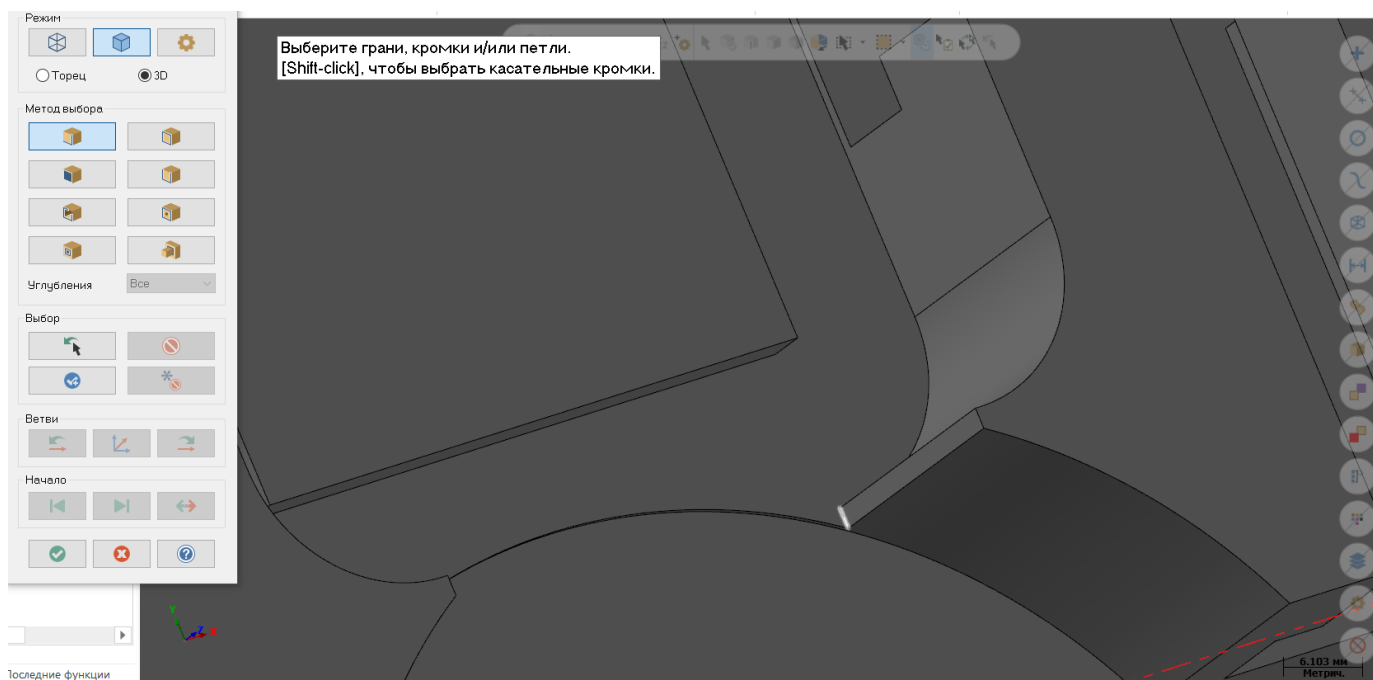 Режим
Торец
3D
Метод выбора
Углубления
Все
Выбор
Ветви
Начало
Последние функции
Выберите грани, кромки и/или петли.
[Shift-click], чтобы выбрать касательные кромки.
Y
Z
X
6.103 мм
Метрич.